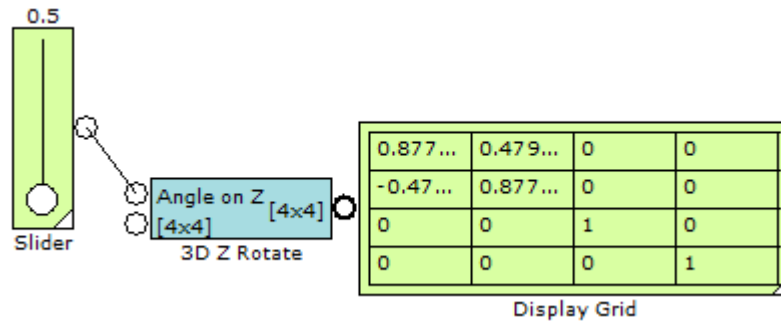 0.5
Slider
Angle on Z
[4x4]
[4x4]
3D Z Rotate
0.877... 0.479... 0 0
-0.47... 0.877... 0 0
0 0 1 0
0 0 0 1
Display Grid